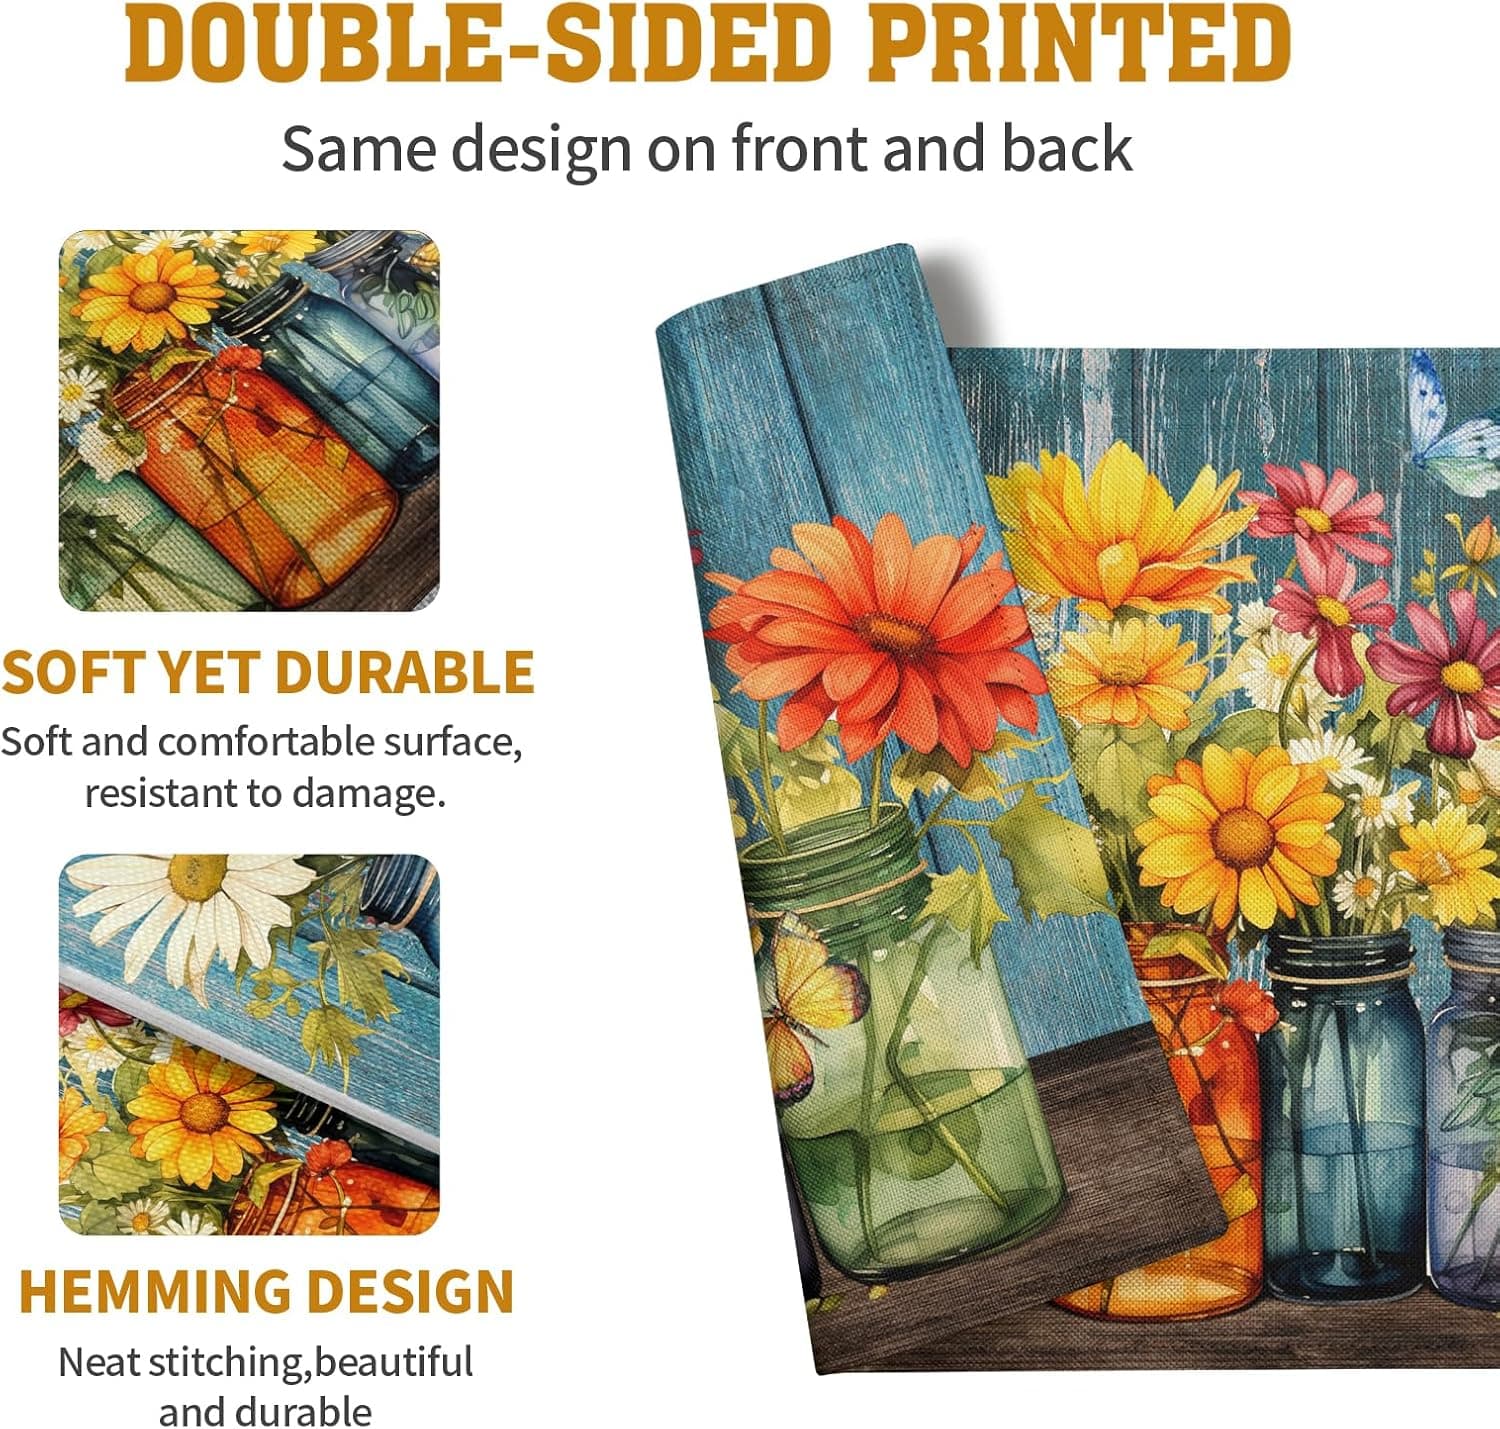 DOUBLE-SIDED PRINTED
Same design on front and back
SOFT YET DURABLE
Soft and comfortable surface,
resistant to damage.
HEMMING DESIGN
Neat stitching,beautiful
and durable